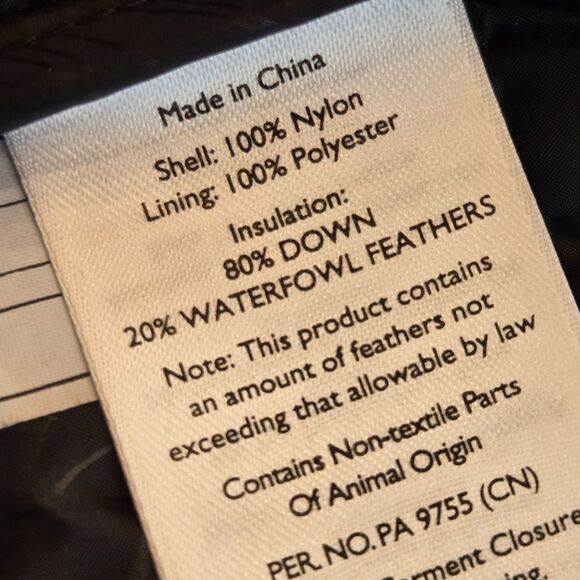 Made in China
Shell: 100% Nylon
Lining: 100% Polyester
Insulation:
80% DOWN
20% WATERFOWL FEATHERS
Note: This product contains
an amount of feathers not
exceeding that allowable by law
Contains Non-textile Parts
Of Animal Origin
PER. NO.PA 9755 (CN)
Closure